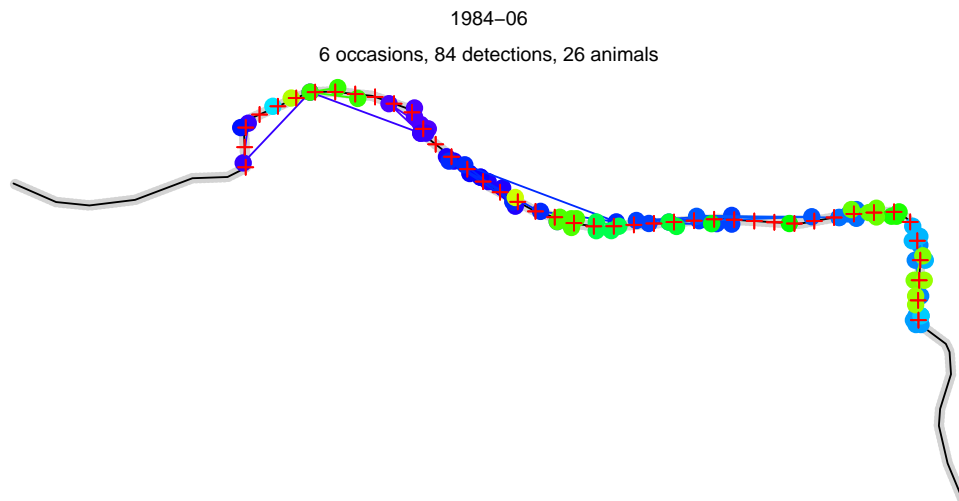 1984−06
6 occasions, 84 detections, 26 animals